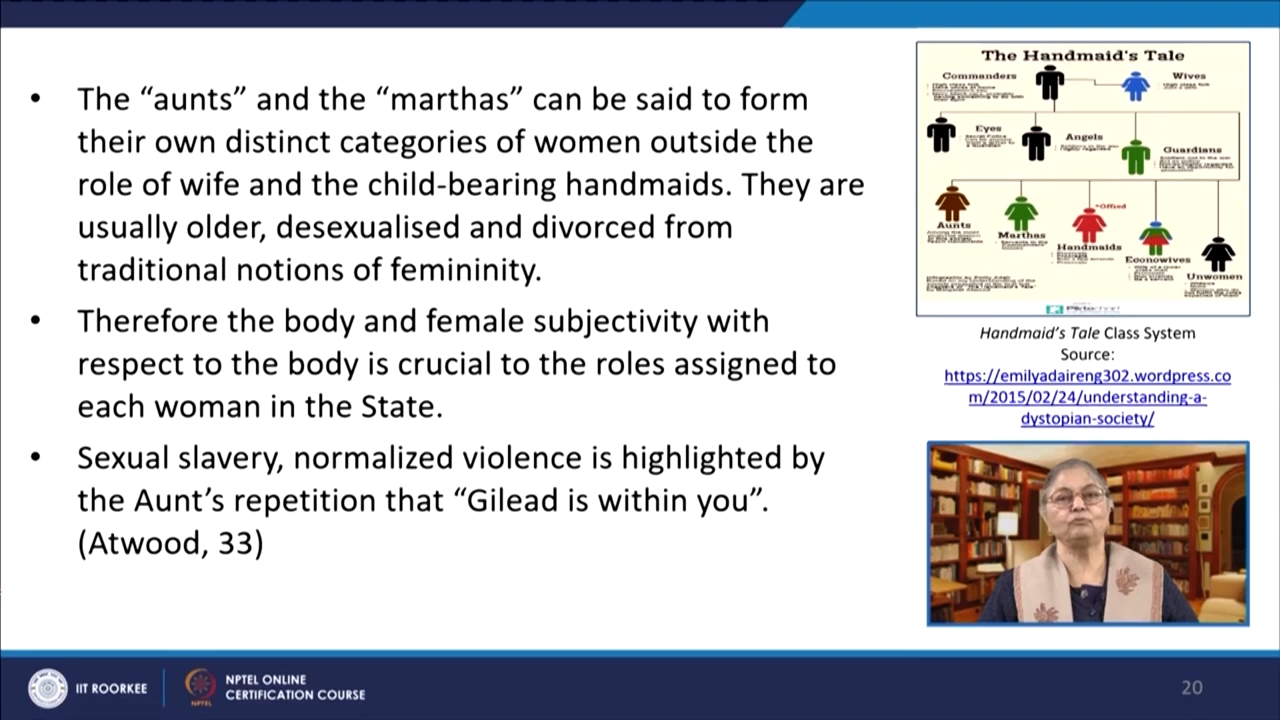 • The “aunts” and the “marthas” can be said to form
their own distinct categories of women outside the
role of wife and the child-bearing handmaids. They are
usually older, desexualised and divorced from
traditional notions of femininity.
• Therefore the body and female subjectivity with
respect to the body is crucial to the roles assigned to
each woman in the State.
• Sexual slavery, normalized violence is highlighted by
the Aunt’s repetition that “Gilead is within you”.
(Atwood, 33)
The Handmaid's Tale
Commanders
Wives
Eyes
Angels
Guardians
*Offred
Aunts
Marthas
Handmaids
Econowives
Unwomen
Handmaid’s Tale Class System
Source:
https://emilyadaireng302.wordpress.co
m/2015/02/24/understanding-a-
dystopian-society/
IIT ROORKEE
NPTEL
NPTEL ONLINE
CERTIFICATION COURSE
20